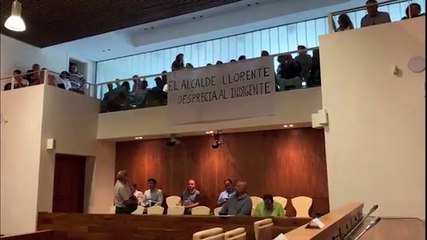 EL ALCALDE LLORENTE
DESPRECIA AL INDIGENTE